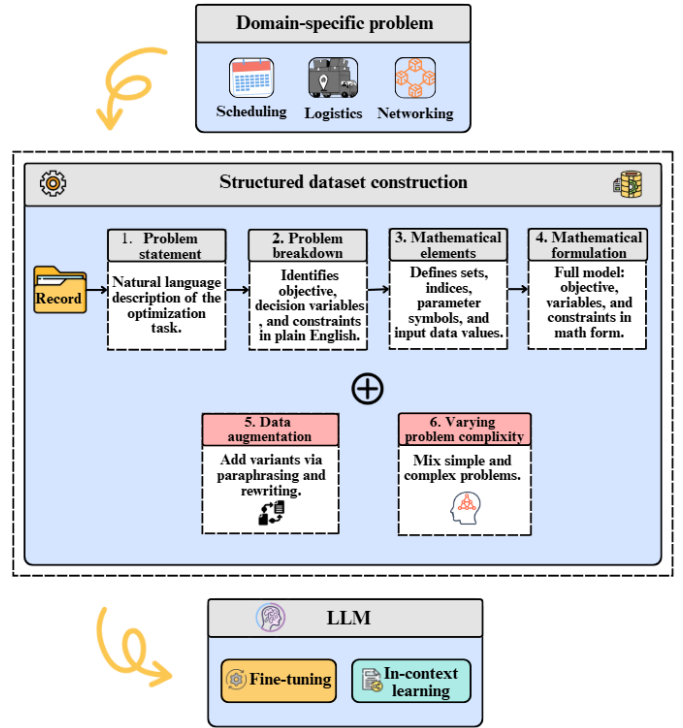 Domain-specific problem
Scheduling
Logistics
Networking
Structured dataset construction
Record
1. Problem
statement
Natural language
description of the
optimization
task.
2. Problem
breakdown
Identifies
objective,
decision variables
, and constraints
in plain English.
3. Mathematical
elements
Defines sets,
indices,
parameter
symbols, and
input data values.
4. Mathematical
formulation
Full model:
objective,
variables, and
constraints in
math form.
5. Data
augmentation
Add variants via
paraphrasing and
rewriting.
6. Varying
problem complixity
Mix simple and
complex problems.
LLM
Fine-tuning
In-context
learning